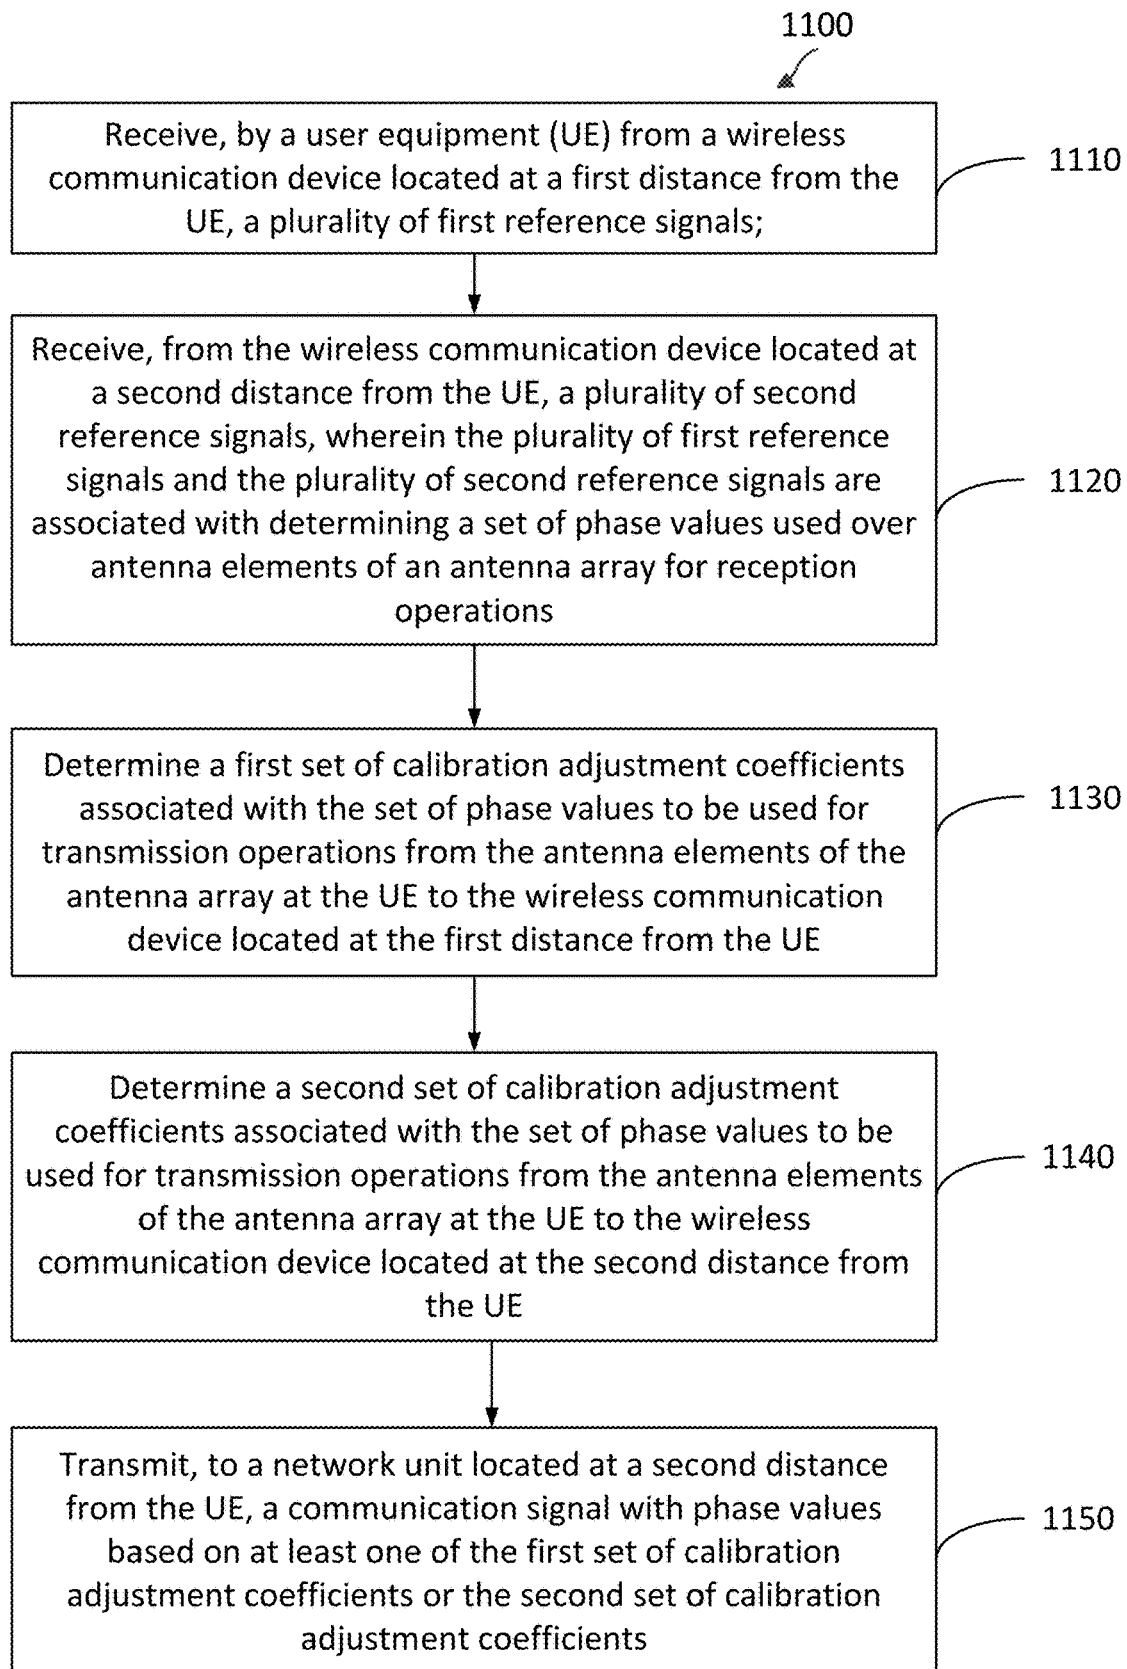 1100
Receive, by a user equipment (UE) from a wireless
communication device located at a first distance from the
UE, a plurality of first reference signals;
1110
Receive, from the wireless communication device located at
a second distance from the UE, a plurality of second
reference signals, wherein the plurality of first reference
signals and the plurality of second reference signals are
associated with determining a set of phase values used over
antenna elements of an antenna array for reception
operations
1120
Determine a first set of calibration adjustment coefficients
associated with the set of phase values to be used for
transmission operations from the antenna elements of the
antenna array at the UE to the wireless communication
device located at the first distance from the UE
1130
Determine a second set of calibration adjustment
coefficients associated with the set of phase values to be
used for transmission operations from the antenna elements
of the antenna array at the UE to the wireless
communication device located at the second distance from
the UE
1140
Transmit, to a network unit located at a second distance
from the UE, a communication signal with phase values
based on at least one of the first set of calibration
adjustment coefficients or the second set of calibration
adjustment coefficients
1150